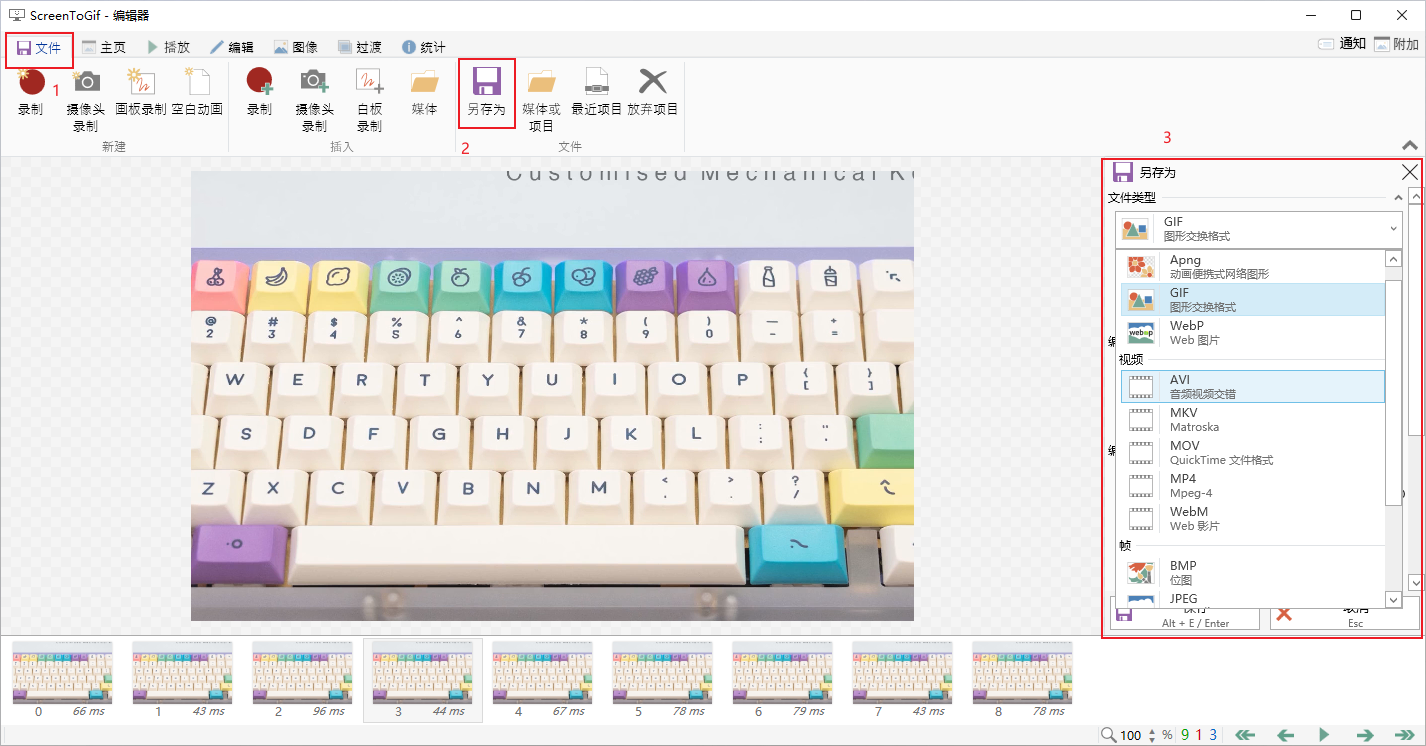 ScreenToGif - 编辑器
文件 主页 播放 编辑 图像 过渡 统计 通知 附加
1
录制
摄像头
录制
画板录制
空白动画
新建
录制
摄像头
录制
白板
录制
媒体
插入
另存为
媒体或
项目
最近项目
放弃项目
文件
2
3
Customised Mechanical
@ # $ % ^ & * ( ) — +
2 3 4 5 6 7 8 9 0 - =
W E R T Y U I O P { }
[ ]
S D F G H J K L : "
; '
Z X C V B N M < > ?
, . /
另存为
文件类型
GIF
图形交换格式
Apng
动画便携式网络图形
GIF
图形交换格式
WebP
Web 图片
视频
AVI
音频视频交错
MKV
Matroska
MOV
QuickTime 文件格式
MP4
Mpeg-4
WebM
Web 影片
帧
BMP
位图
JPEG
保存
Alt + E / Enter
取消
Esc
0 66 ms
1 43 ms
2 96 ms
3 44 ms
4 67 ms
5 78 ms
6 79 ms
7 43 ms
8 78 ms
100 % 9 1 3